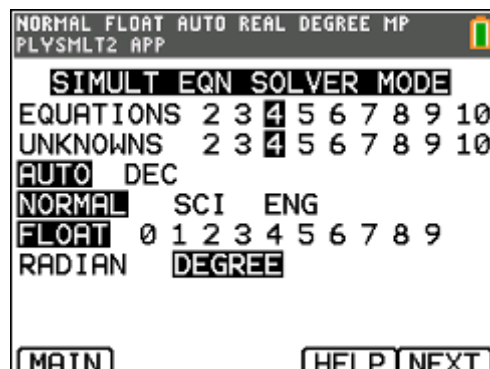 NORMAL FLOAT AUTO REAL DEGREE MP
PLYSMLT2 APP
SIMULT EQN SOLVER MODE
EQUATIONS 2 3 4 5 6 7 8 9 10
UNKNOWNS 2 3 4 5 6 7 8 9 10
AUTO DEC
NORMAL SCI ENG
FLOAT 0 1 2 3 4 5 6 7 8 9
RADIAN DEGREE
MAIN HELP NEXT